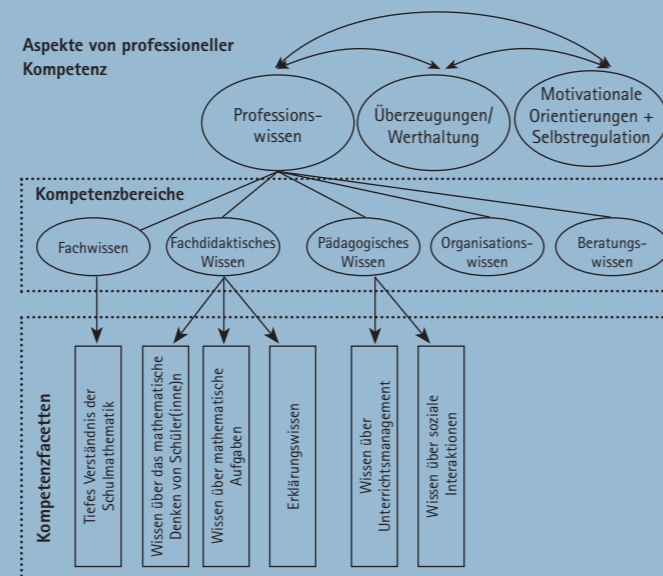 Aspekte von professioneller
Kompetenz
Professions-
wissen
Überzeugungen/
Werthaltung
Motivationale
Orientierungen +
Selbstregulation
Kompetenzbereiche
Fachwissen
Fachdidaktisches
Wissen
Pädagogisches
Wissen
Organisations-
wissen
Beratungs-
wissen
Kompetenzfacetten
Tiefes Verständnis der
Schulmathematik
Wissen über das mathematische
Denken von Schüler(inne)n
Wissen über mathematische
Aufgaben
Erklärungswissen
Wissen über
Unterrichtsmanagement
Wissen über soziale
Interaktionen